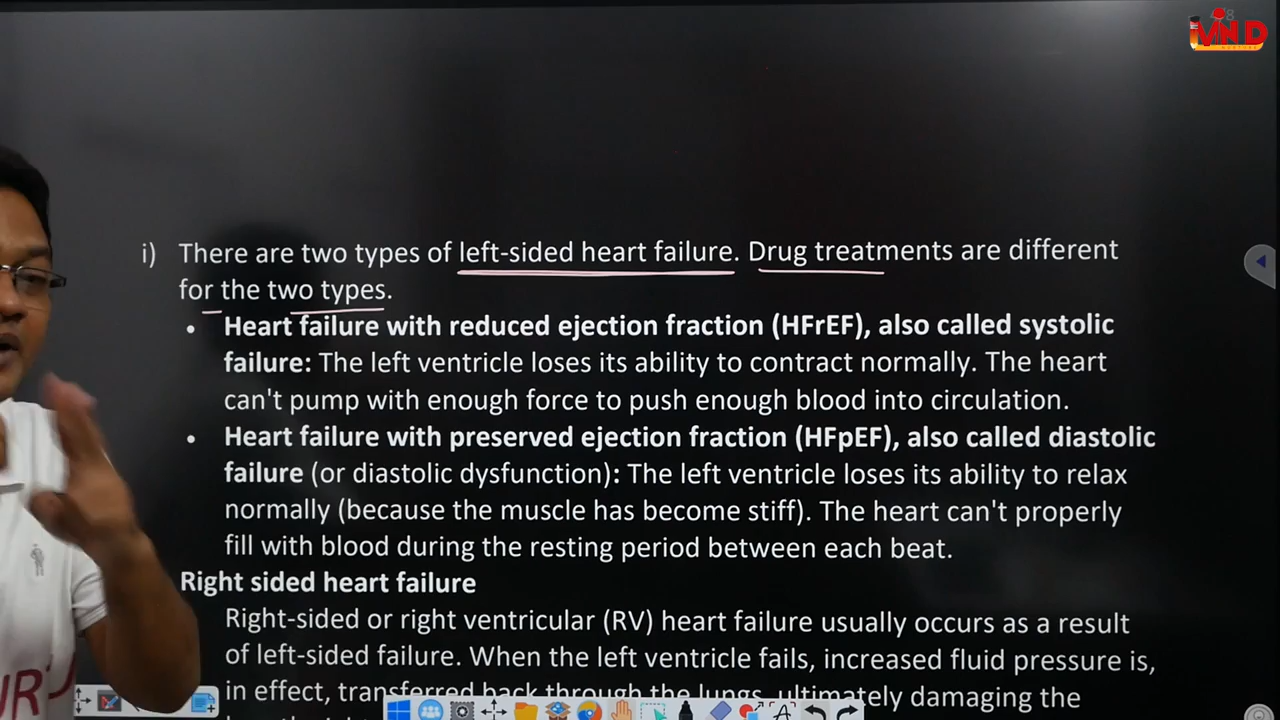 iMND
i) There are two types of left-sided heart failure. Drug treatments are different
for the two types.
• Heart failure with reduced ejection fraction (HFrEF), also called systolic
failure: The left ventricle loses its ability to contract normally. The heart
can't pump with enough force to push enough blood into circulation.
• Heart failure with preserved ejection fraction (HFpEF), also called diastolic
failure (or diastolic dysfunction): The left ventricle loses its ability to relax
normally (because the muscle has become stiff). The heart can't properly
fill with blood during the resting period between each beat.
Right sided heart failure
Right-sided or right ventricular (RV) heart failure usually occurs as a result
of left-sided failure. When the left ventricle fails, increased fluid pressure is,
in effect, transferred back through the lungs, ultimately damaging the